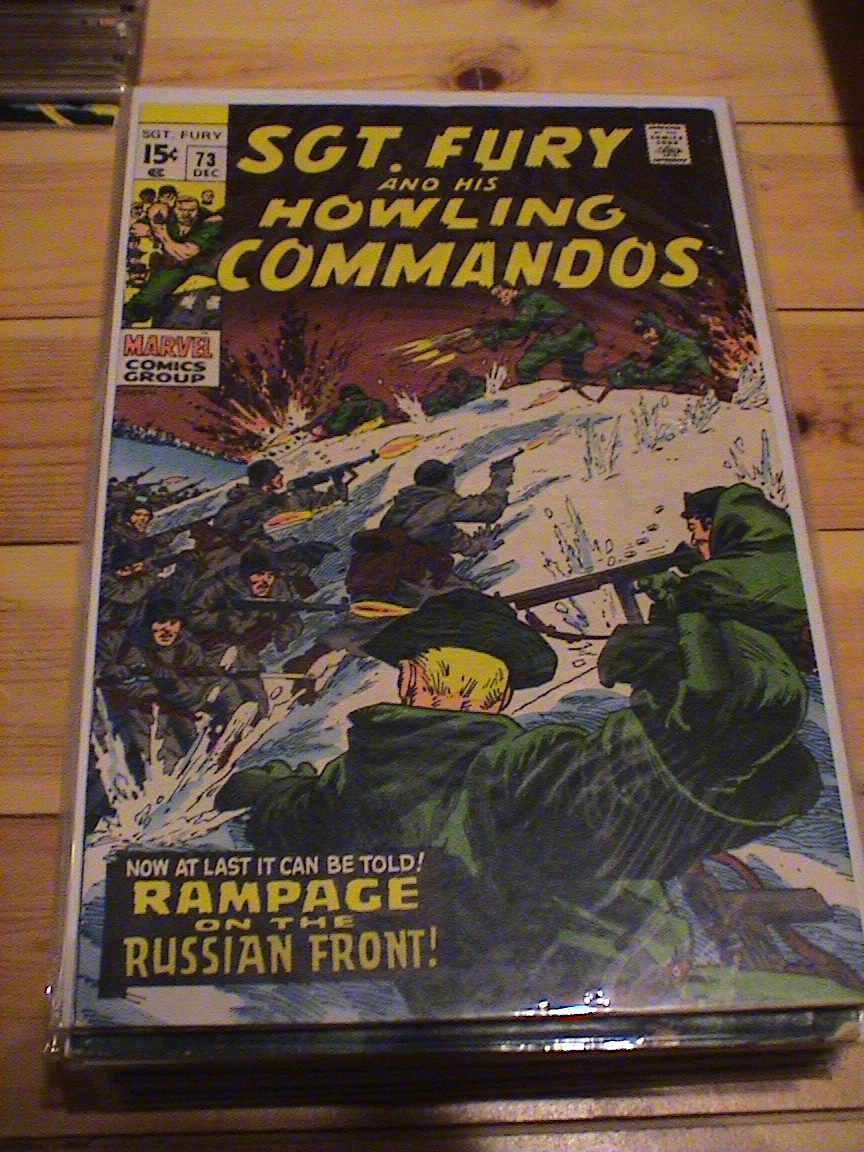 SGT. FURY
15¢
73
DEC
MARVEL
COMICS
GROUP
SGT. FURY
AND HIS
HOWLING
COMMANDOS
NOW AT LAST IT CAN BE TOLD!
RAMPAGE
ON THE
RUSSIAN FRONT!